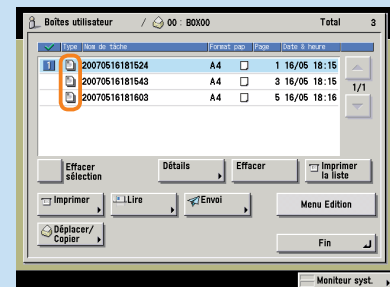 Boîtes utilisateur / 00 : BOX00 Total 3
Type Nom de tâche Format pap Page Date & heure
1 20070516181524 A4 1 16/05 18:15
20070516181543 A4 3 16/05 18:15
20070516181603 A4 5 16/05 18:16
1/1
Effacer sélection Détails Effacer Imprimer la liste
Imprimer Lire Envoi Menu Edition
Déplacer/ Copier Fin
Moniteur syst.